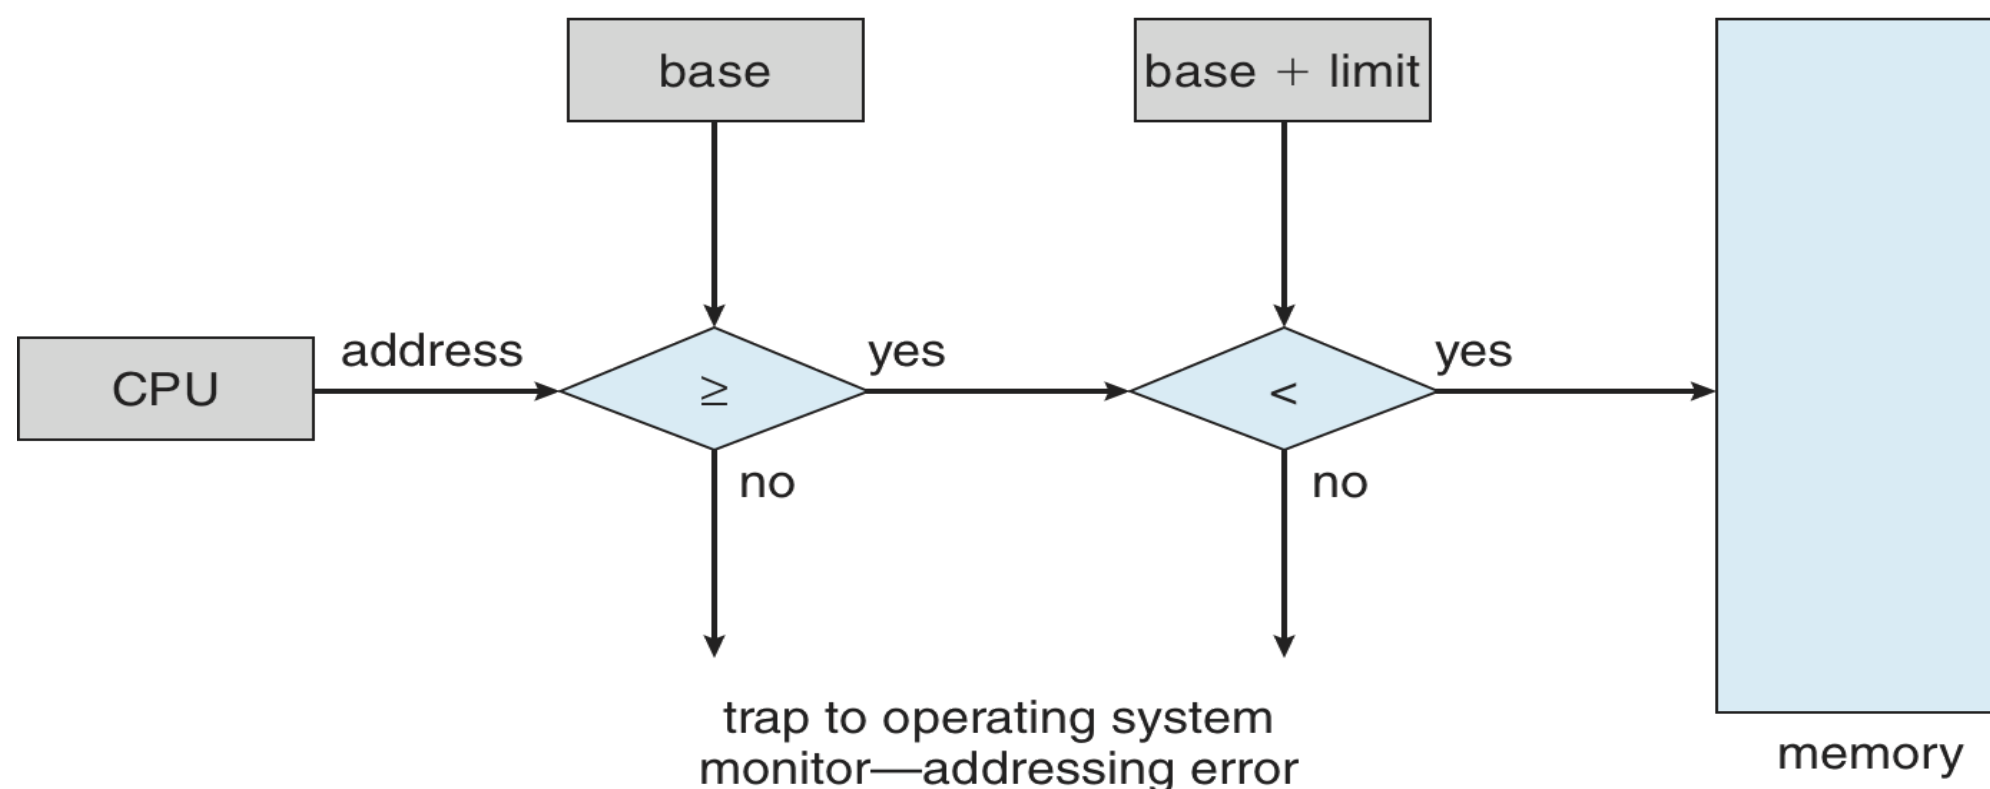 base
base + limit
CPU
address
≥
yes
<
yes
no
no
trap to operating system
monitor—addressing error
memory